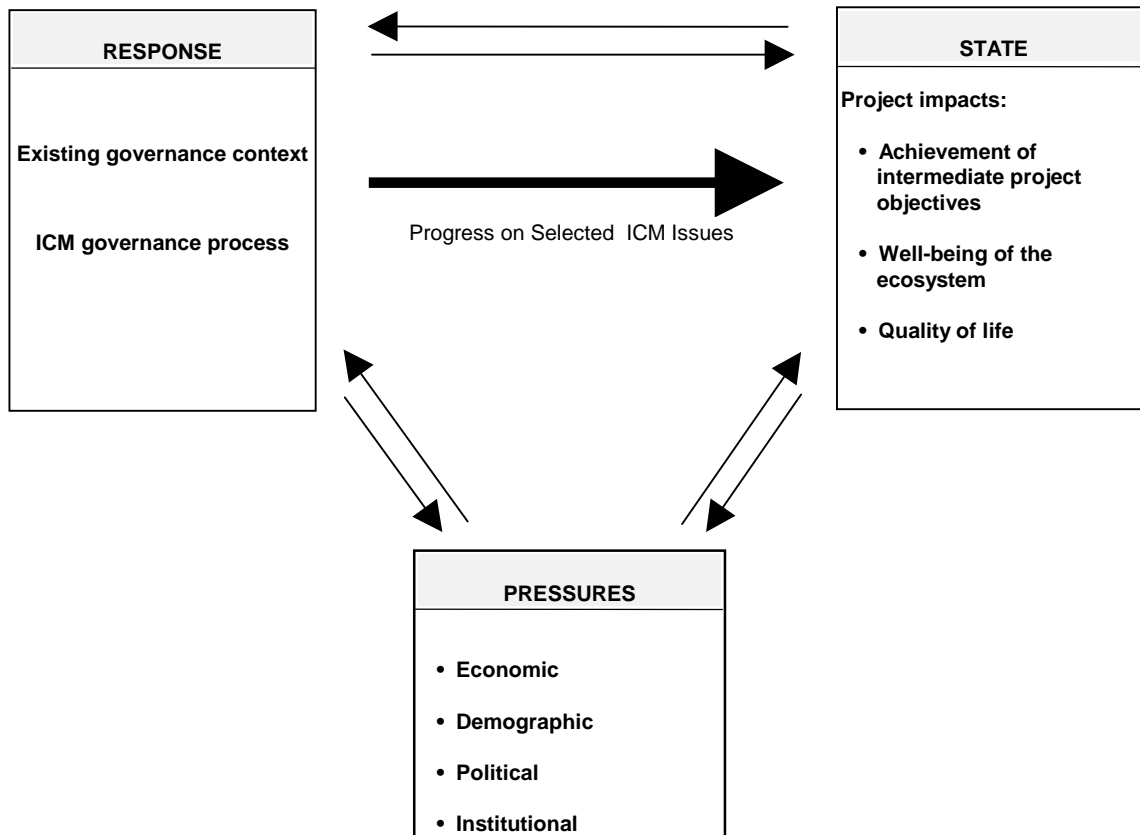 RESPONSE
Existing governance context
ICM governance process
Progress on Selected ICM Issues
STATE
Project impacts:
• Achievement of
intermediate project
objectives
• Well-being of the
ecosystem
• Quality of life
PRESSURES
• Economic
• Demographic
• Political
• Institutional